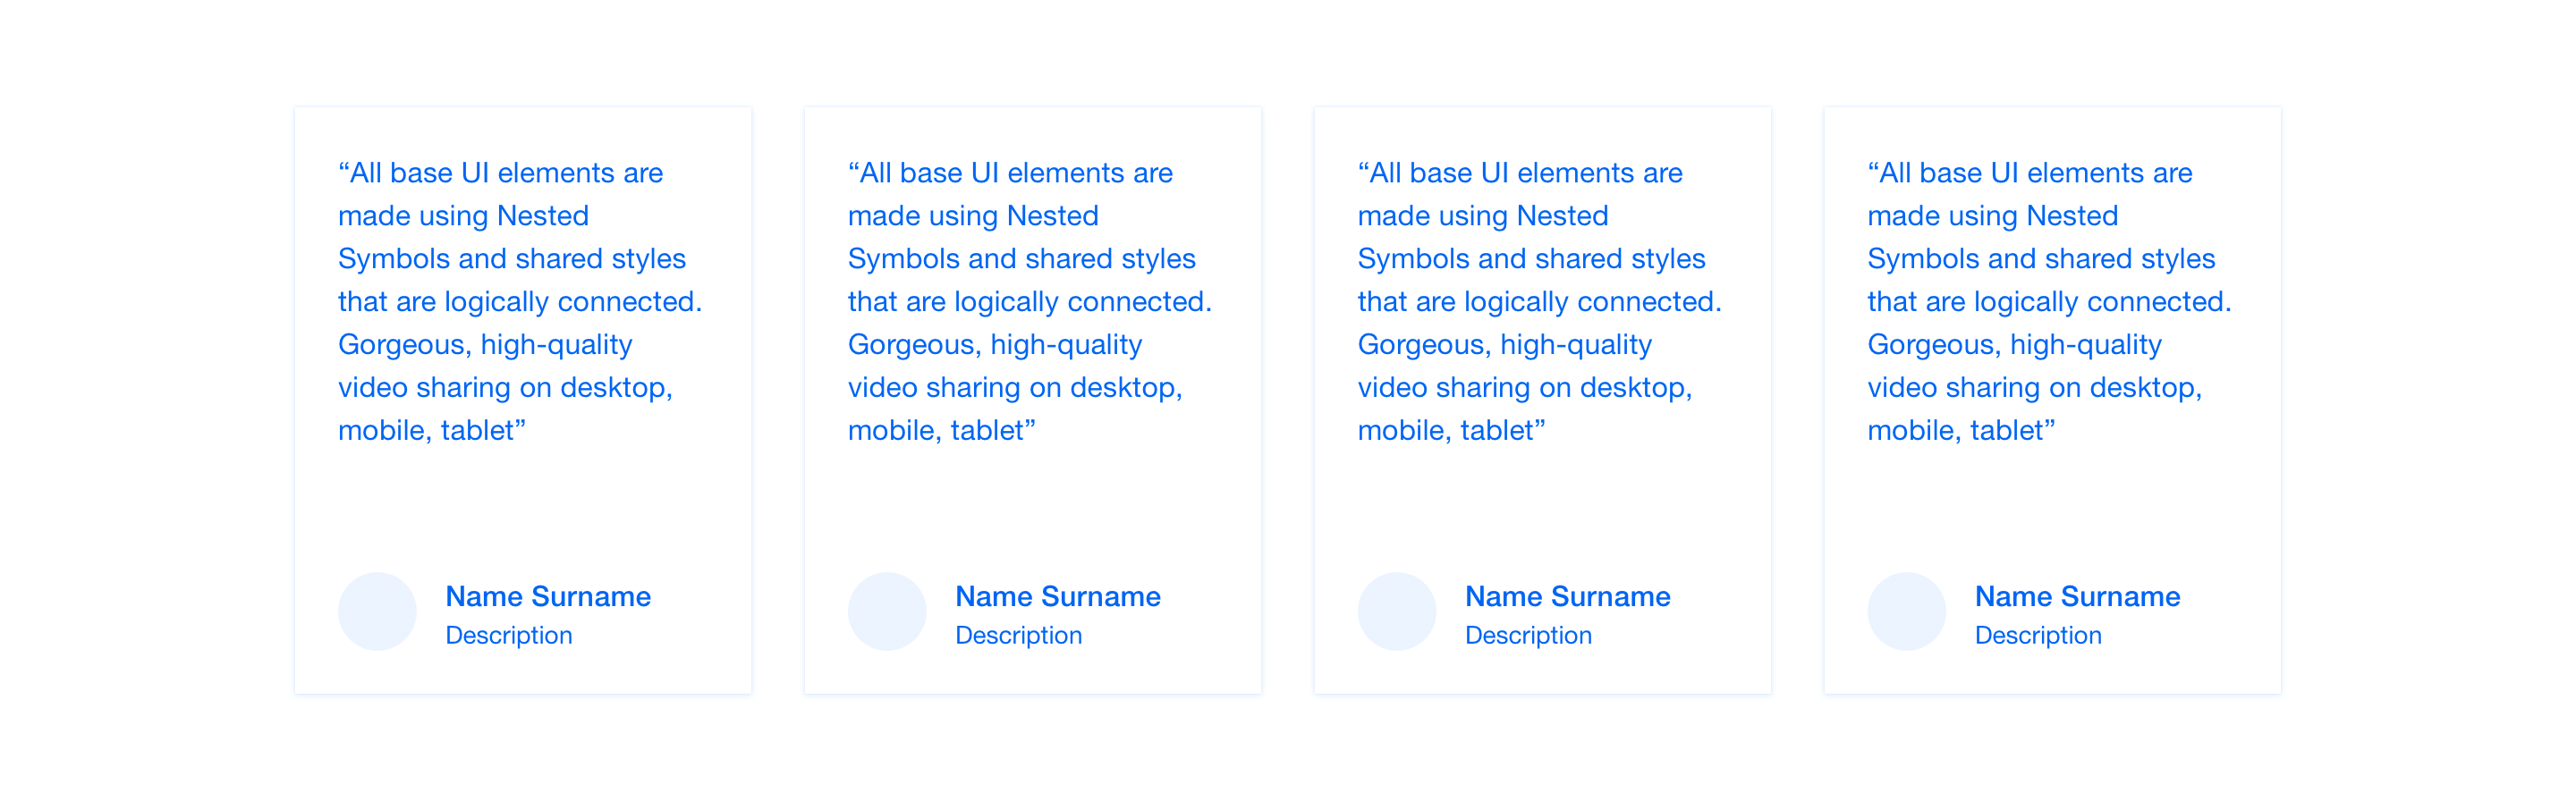 “All base UI elements are
made using Nested
Symbols and shared styles
that are logically connected.
Gorgeous, high-quality
video sharing on desktop,
mobile, tablet”
Name Surname
Description
“All base UI elements are
made using Nested
Symbols and shared styles
that are logically connected.
Gorgeous, high-quality
video sharing on desktop,
mobile, tablet”
Name Surname
Description
“All base UI elements are
made using Nested
Symbols and shared styles
that are logically connected.
Gorgeous, high-quality
video sharing on desktop,
mobile, tablet”
Name Surname
Description
“All base UI elements are
made using Nested
Symbols and shared styles
that are logically connected.
Gorgeous, high-quality
video sharing on desktop,
mobile, tablet”
Name Surname
Description